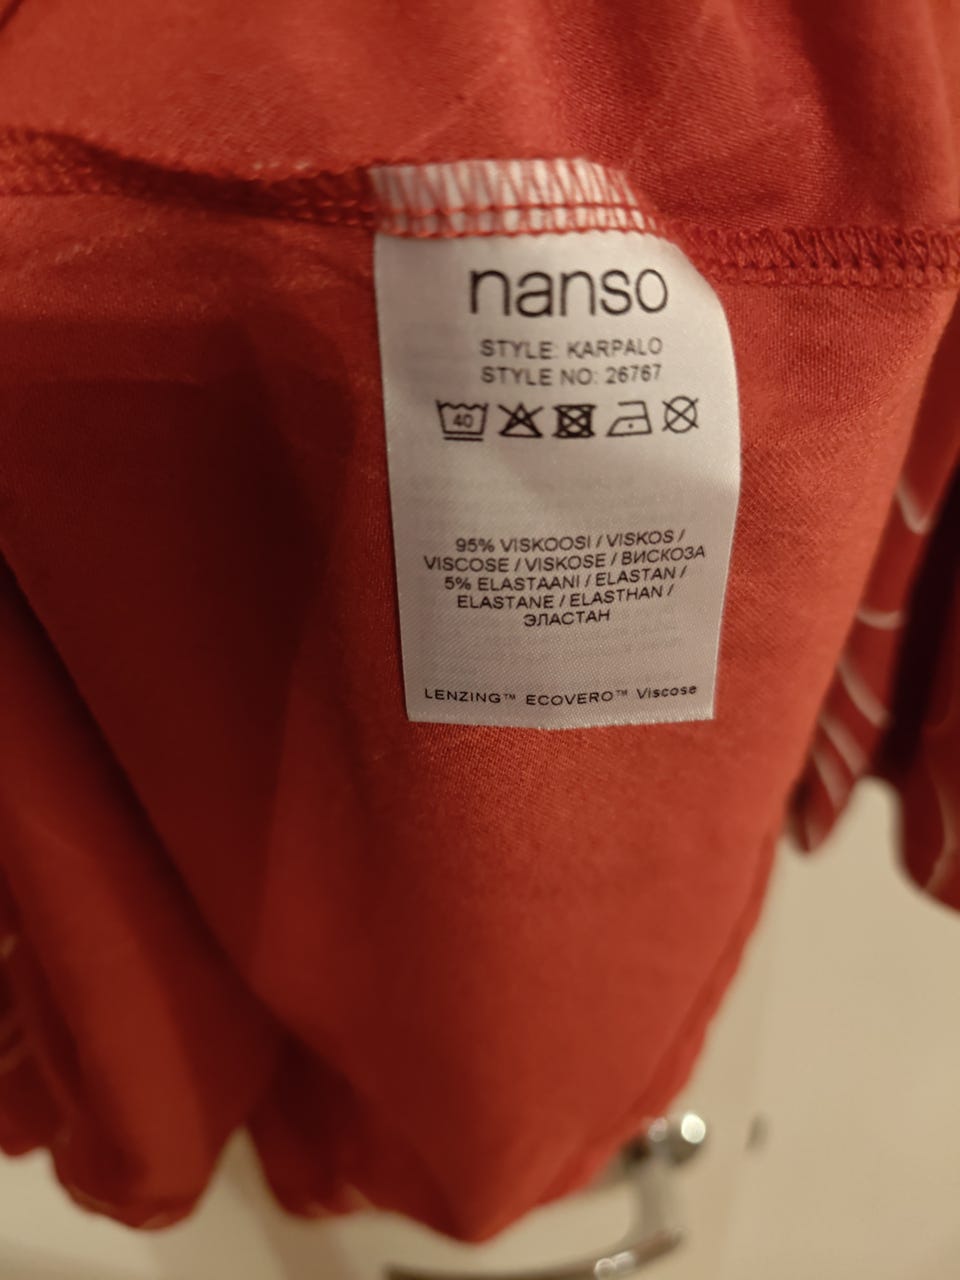 nanso
STYLE: KARPALO
STYLE NO: 26767
40
95% VISKOOSI / VISKOS /
VISCOSE / VISKOSE / ВИСКОЗА
5% ELASTAANI / ELASTAN /
ELASTANE / ELASTHAN /
ЭЛАСТАН
LENZING™ ECOVERO™ Viscose